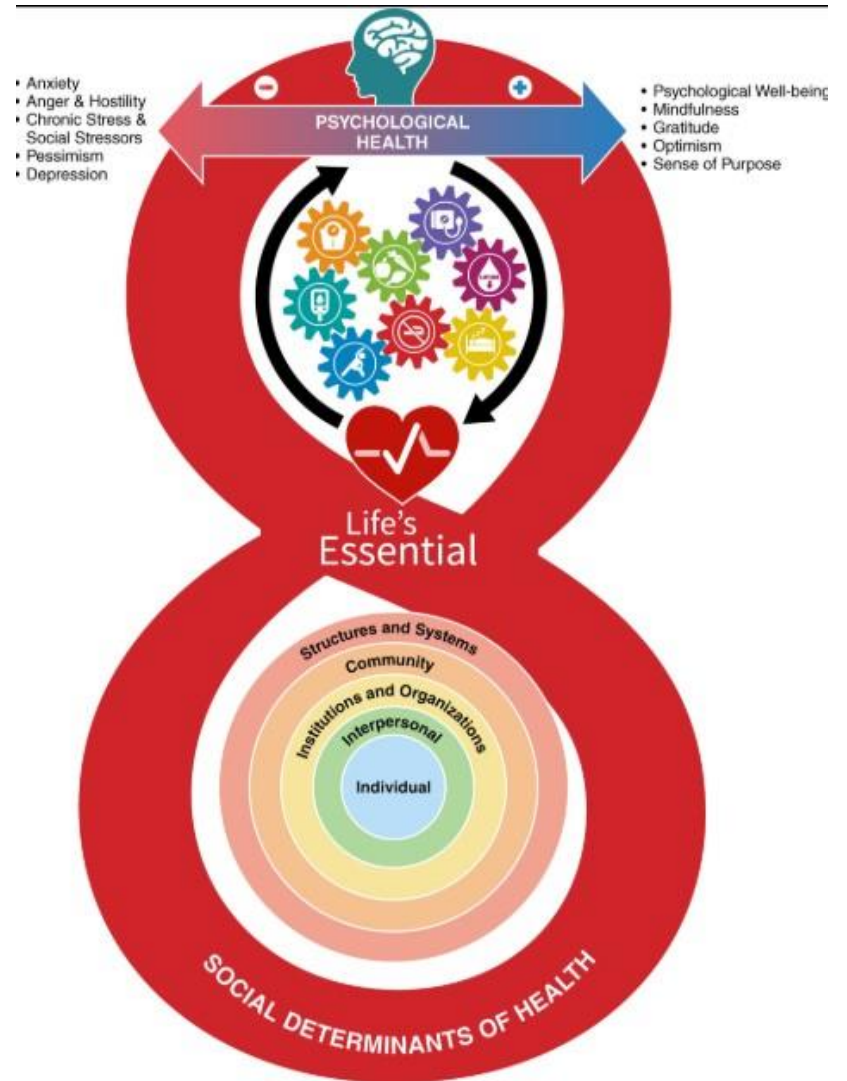 • Anxiety
• Anger & Hostility
• Chronic Stress &
Social Stressors
• Pessimism
• Depression
PSYCHOLOGICAL
HEALTH
• Psychological Well-being
• Mindfulness
• Gratitude
• Optimism
• Sense of Purpose
Life's
Essential
Structures and Systems
Community
Institutions and Organizations
Interpersonal
Individual
SOCIAL DETERMINANTS OF HEALTH